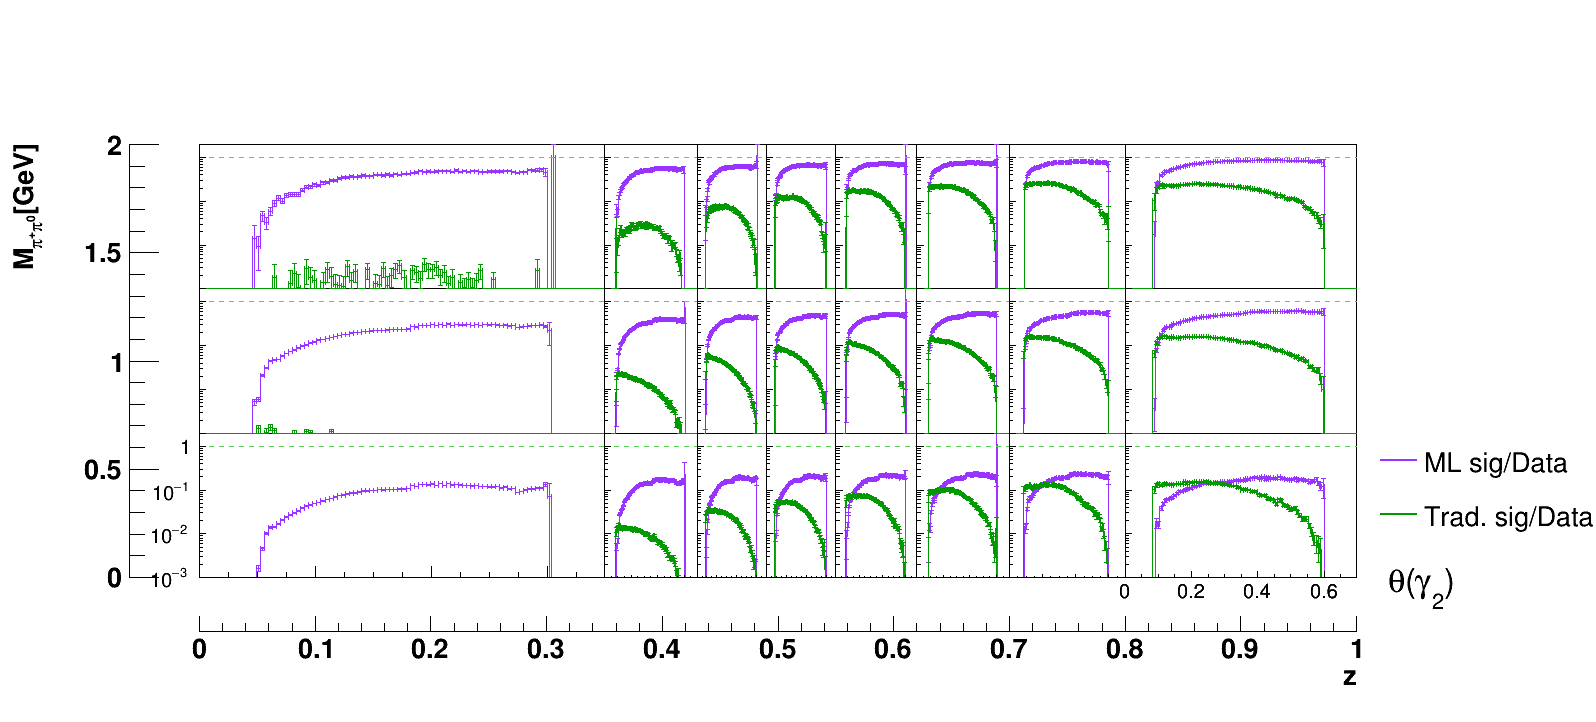 M π⁺π⁰ [GeV]
2
1.5
1
0.5
0
1
10⁻¹
10⁻²
10⁻³
ML sig/Data
Trad. sig/Data
0 0.2 0.4 0.6
θ(γ₂)
0 0.1 0.2 0.3 0.4 0.5 0.6 0.7 0.8 0.9 1
z